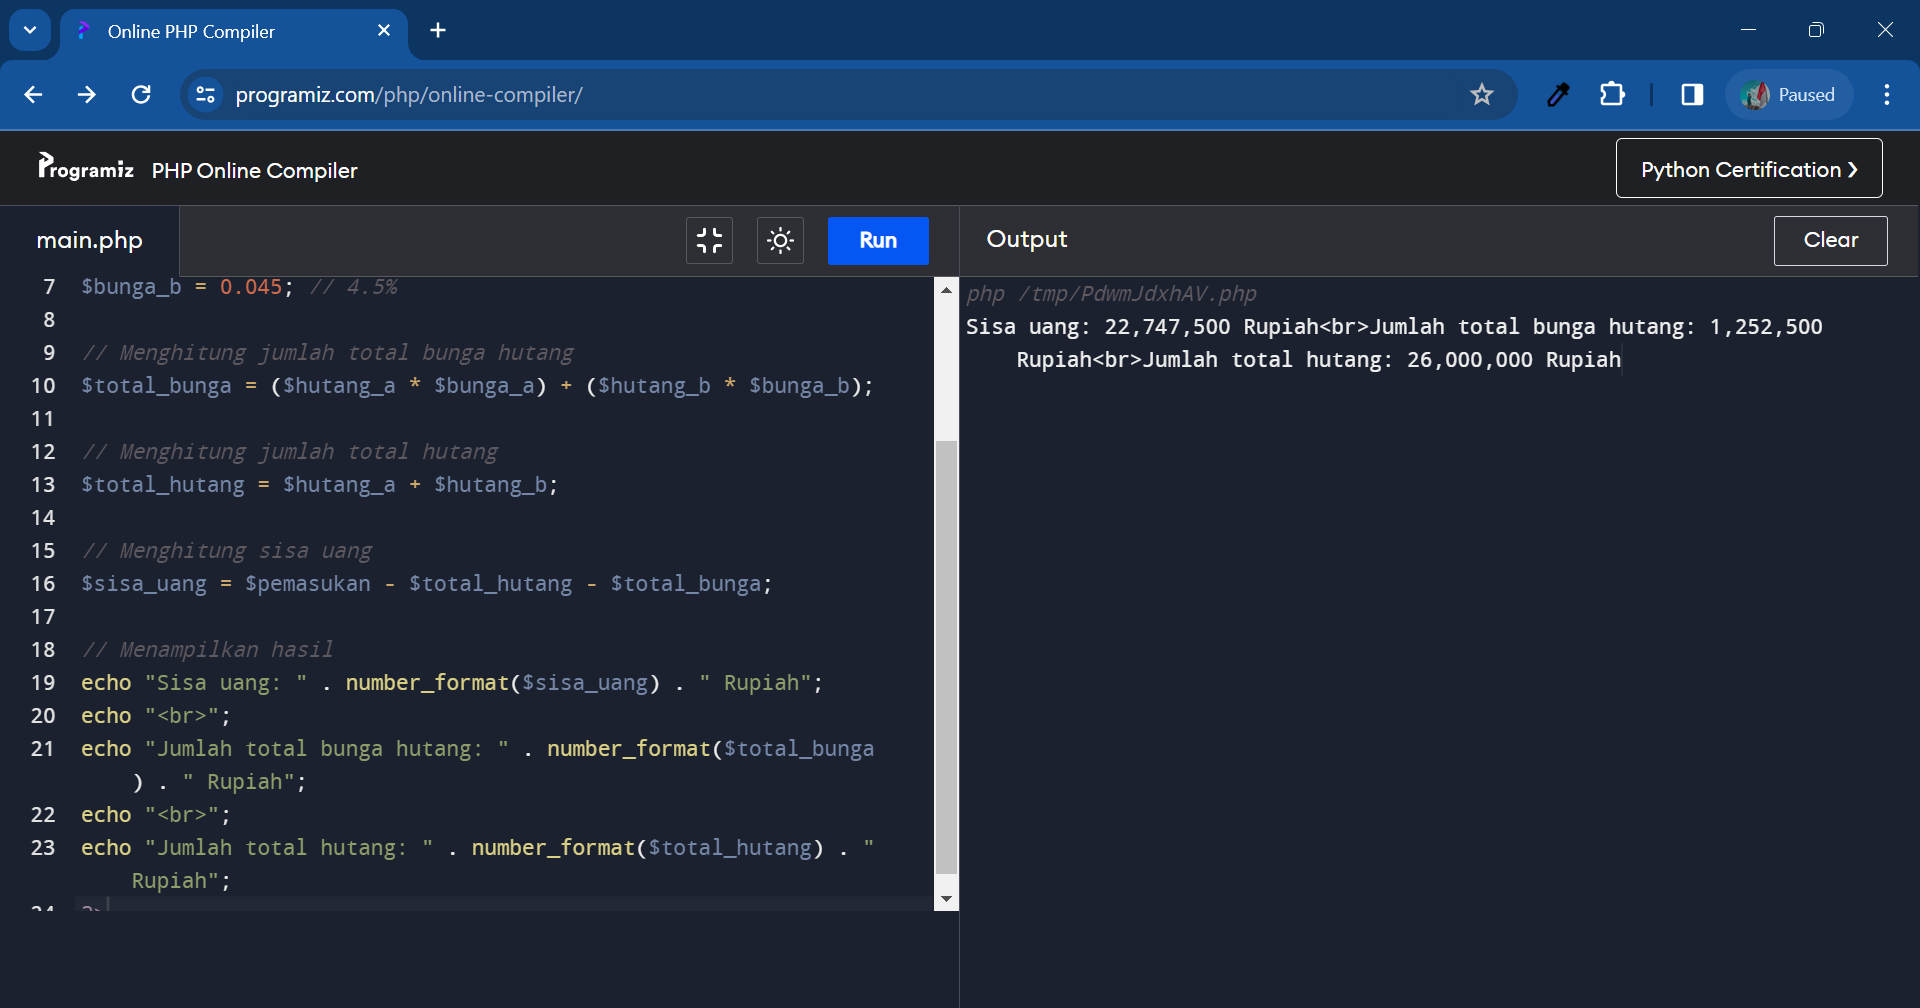 Online PHP Compiler
programiz.com/php/online-compiler/
Paused
Programiz PHP Online Compiler
Python Certification ❯
main.php
Run
Output
Clear
7 $bunga_b = 0.045; // 4.5%
8
9 // Menghitung jumlah total bunga hutang
10 $total_bunga = ($hutang_a * $bunga_a) + ($hutang_b * $bunga_b);
11
12 // Menghitung jumlah total hutang
13 $total_hutang = $hutang_a + $hutang_b;
14
15 // Menghitung sisa uang
16 $sisa_uang = $pemasukan - $total_hutang - $total_bunga;
17
18 // Menampilkan hasil
19 echo "Sisa uang: " . number_format($sisa_uang) . " Rupiah";
20 echo "<br>";
21 echo "Jumlah total bunga hutang: " . number_format($total_bunga
) . " Rupiah";
22 echo "<br>";
23 echo "Jumlah total hutang: " . number_format($total_hutang) . "
Rupiah";
24 ?>
php /tmp/PdwmJdxhAV.php
Sisa uang: 22,747,500 Rupiah<br>Jumlah total bunga hutang: 1,252,500
Rupiah<br>Jumlah total hutang: 26,000,000 Rupiah